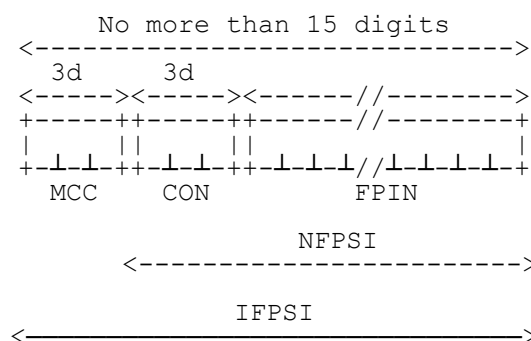 No more than 15 digits
<------------------------------->
3d 3d
<-----><-----><------//-------->
+-----++-----++------//--------+
| || || |
+-┴-┴-++-┴-┴-++-┴-┴-┴//┴-┴-┴-┴-+
MCC CON FPIN
NFPSI
<------------------------>
IFPSI
<———————————————————————————————>